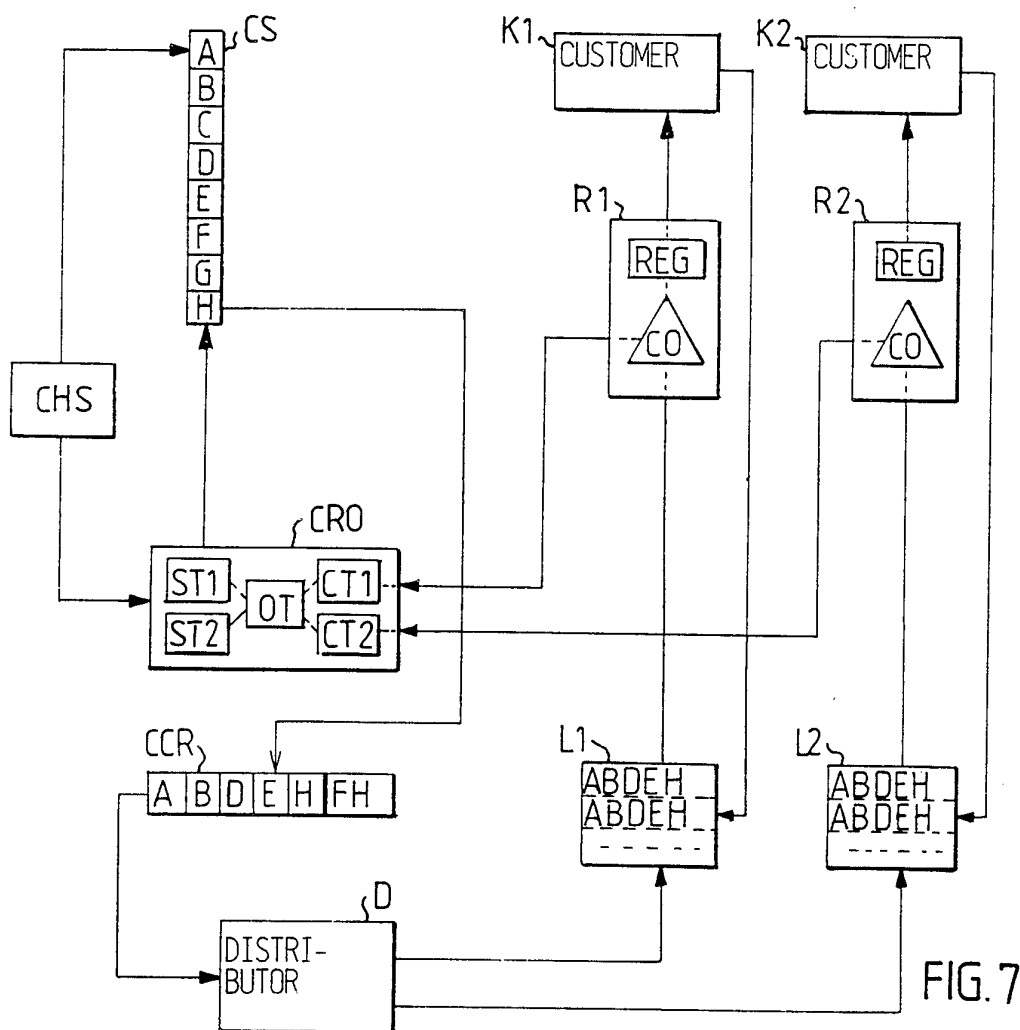 CS
A
B
C
D
E
F
G
H
K1
CUSTOMER
K2
CUSTOMER
R1
REG
CO
R2
REG
CO
CHS
CRO
ST1
ST2
OT
CT1
CT2
CCR
A B D E H FH
L1
ABDEH
ABDEH
L2
ABDEH
ABDEH
D
DISTRI-
BUTOR
FIG. 7